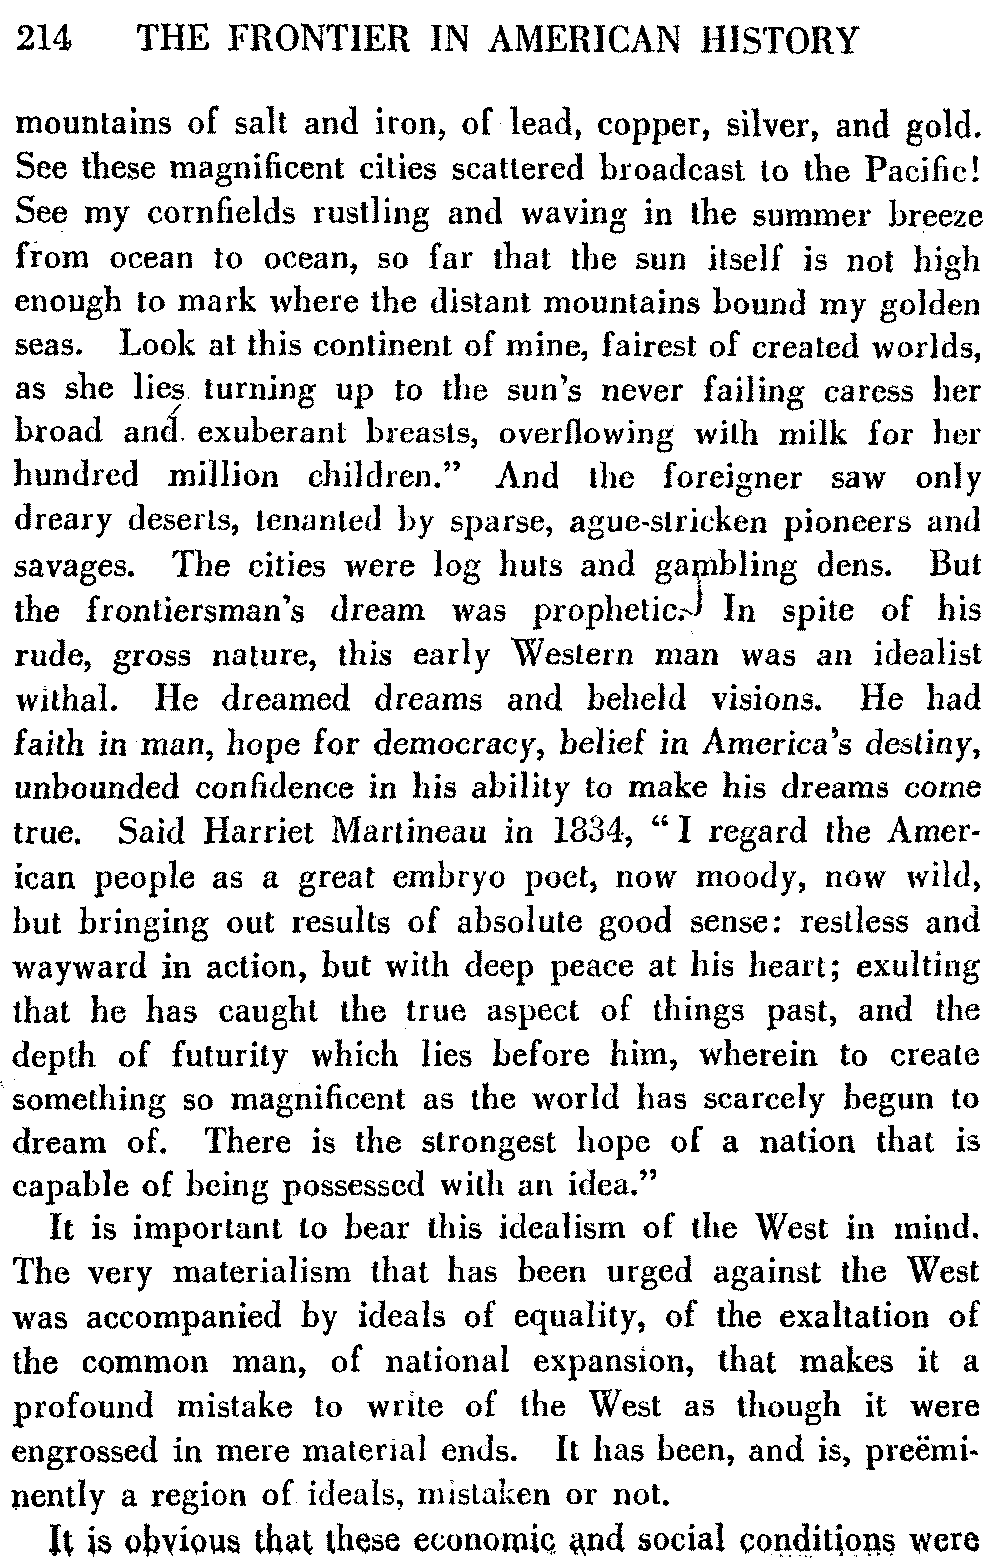 214 THE FRONTIER IN AMERICAN HISTORY
mountains of salt and iron, of lead, copper, silver, and gold.
See these magnificent cities scattered broadcast to the Pacific!
See my cornfields rustling and waving in the summer breeze
from ocean to ocean, so far that the sun itself is not high
enough to mark where the distant mountains bound my golden
seas. Look at this continent of mine, fairest of created worlds,
as she lies turning up to the sun's never failing caress her
broad and exuberant breasts, overflowing with milk for her
hundred million children." And the foreigner saw only
dreary deserts, tenanted by sparse, ague-stricken pioneers and
savages. The cities were log huts and gambling dens. But
the frontiersman's dream was prophetic. In spite of his
rude, gross nature, this early Western man was an idealist
withal. He dreamed dreams and beheld visions. He had
faith in man, hope for democracy, belief in America's destiny,
unbounded confidence in his ability to make his dreams come
true. Said Harriet Martineau in 1834, "I regard the Amer-
ican people as a great embryo poet, now moody, now wild,
but bringing out results of absolute good sense: restless and
wayward in action, but with deep peace at his heart; exulting
that he has caught the true aspect of things past, and the
depth of futurity which lies before him, wherein to create
something so magnificent as the world has scarcely begun to
dream of. There is the strongest hope of a nation that is
capable of being possessed with an idea."
It is important to bear this idealism of the West in mind.
The very materialism that has been urged against the West
was accompanied by ideals of equality, of the exaltation of
the common man, of national expansion, that makes it a
profound mistake to write of the West as though it were
engrossed in mere material ends. It has been, and is, preëmi-
nently a region of ideals, mistaken or not.
It is obvious that these economic and social conditions were